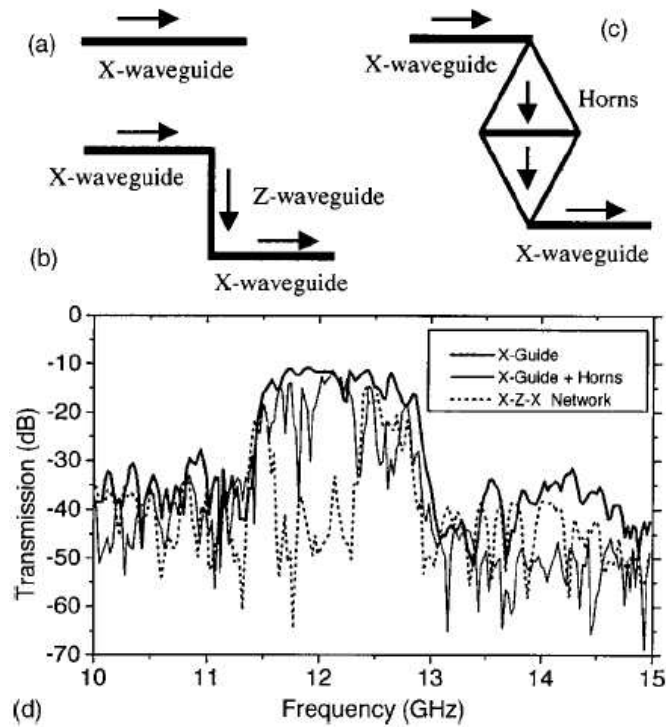 (a)
X-waveguide
(c)
X-waveguide
Horns
X-waveguide
Z-waveguide
(b)
X-waveguide
X-waveguide
0
-10
-20
-30
-40
-50
-60
-70
Transmission (dB)
X-Guide
X-Guide + Horns
X-Z-X Network
10
11
12
13
14
15
(d)
Frequency (GHz)